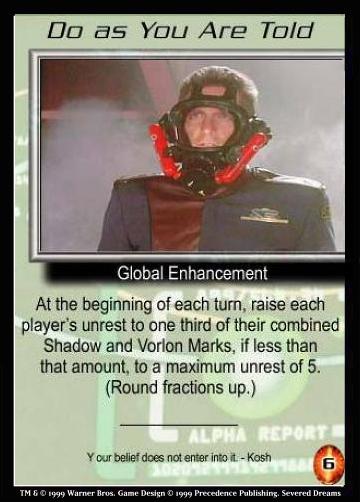 Do as You Are Told
Global Enhancement
At the beginning of each turn, raise each
player's unrest to one third of their combined
Shadow and Vorlon Marks, if less than
that amount, to a maximum unrest of 5.
(Round fractions up.)
Your belief does not enter into it. - Kosh
6
ALPHA REPORT
TM & © 1999 Warner Bros. Game Design © 1999 Precedence Publishing. Severed Dreams